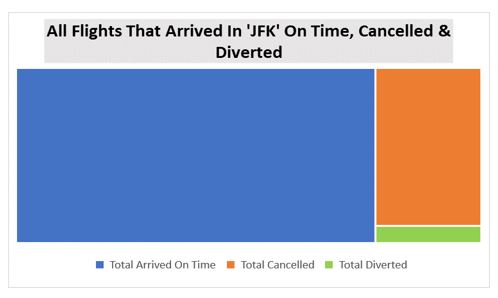 All Flights That Arrived In 'JFK' On Time, Cancelled &
Diverted
Total Arrived On Time Total Cancelled Total Diverted